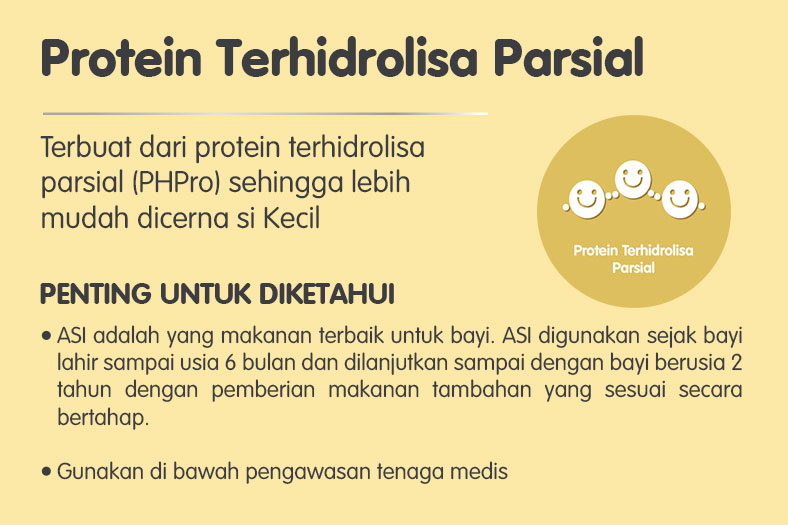 Protein Terhidrolisa Parsial
Terbuat dari protein terhidrolisa
parsial (PHPro) sehingga lebih
mudah dicerna si Kecil
Protein Terhidrolisa
Parsial
PENTING UNTUK DIKETAHUI
• ASI adalah yang makanan terbaik untuk bayi. ASI digunakan sejak bayi
lahir sampai usia 6 bulan dan dilanjutkan sampai dengan bayi berusia 2
tahun dengan pemberian makanan tambahan yang sesuai secara
bertahap.
• Gunakan di bawah pengawasan tenaga medis